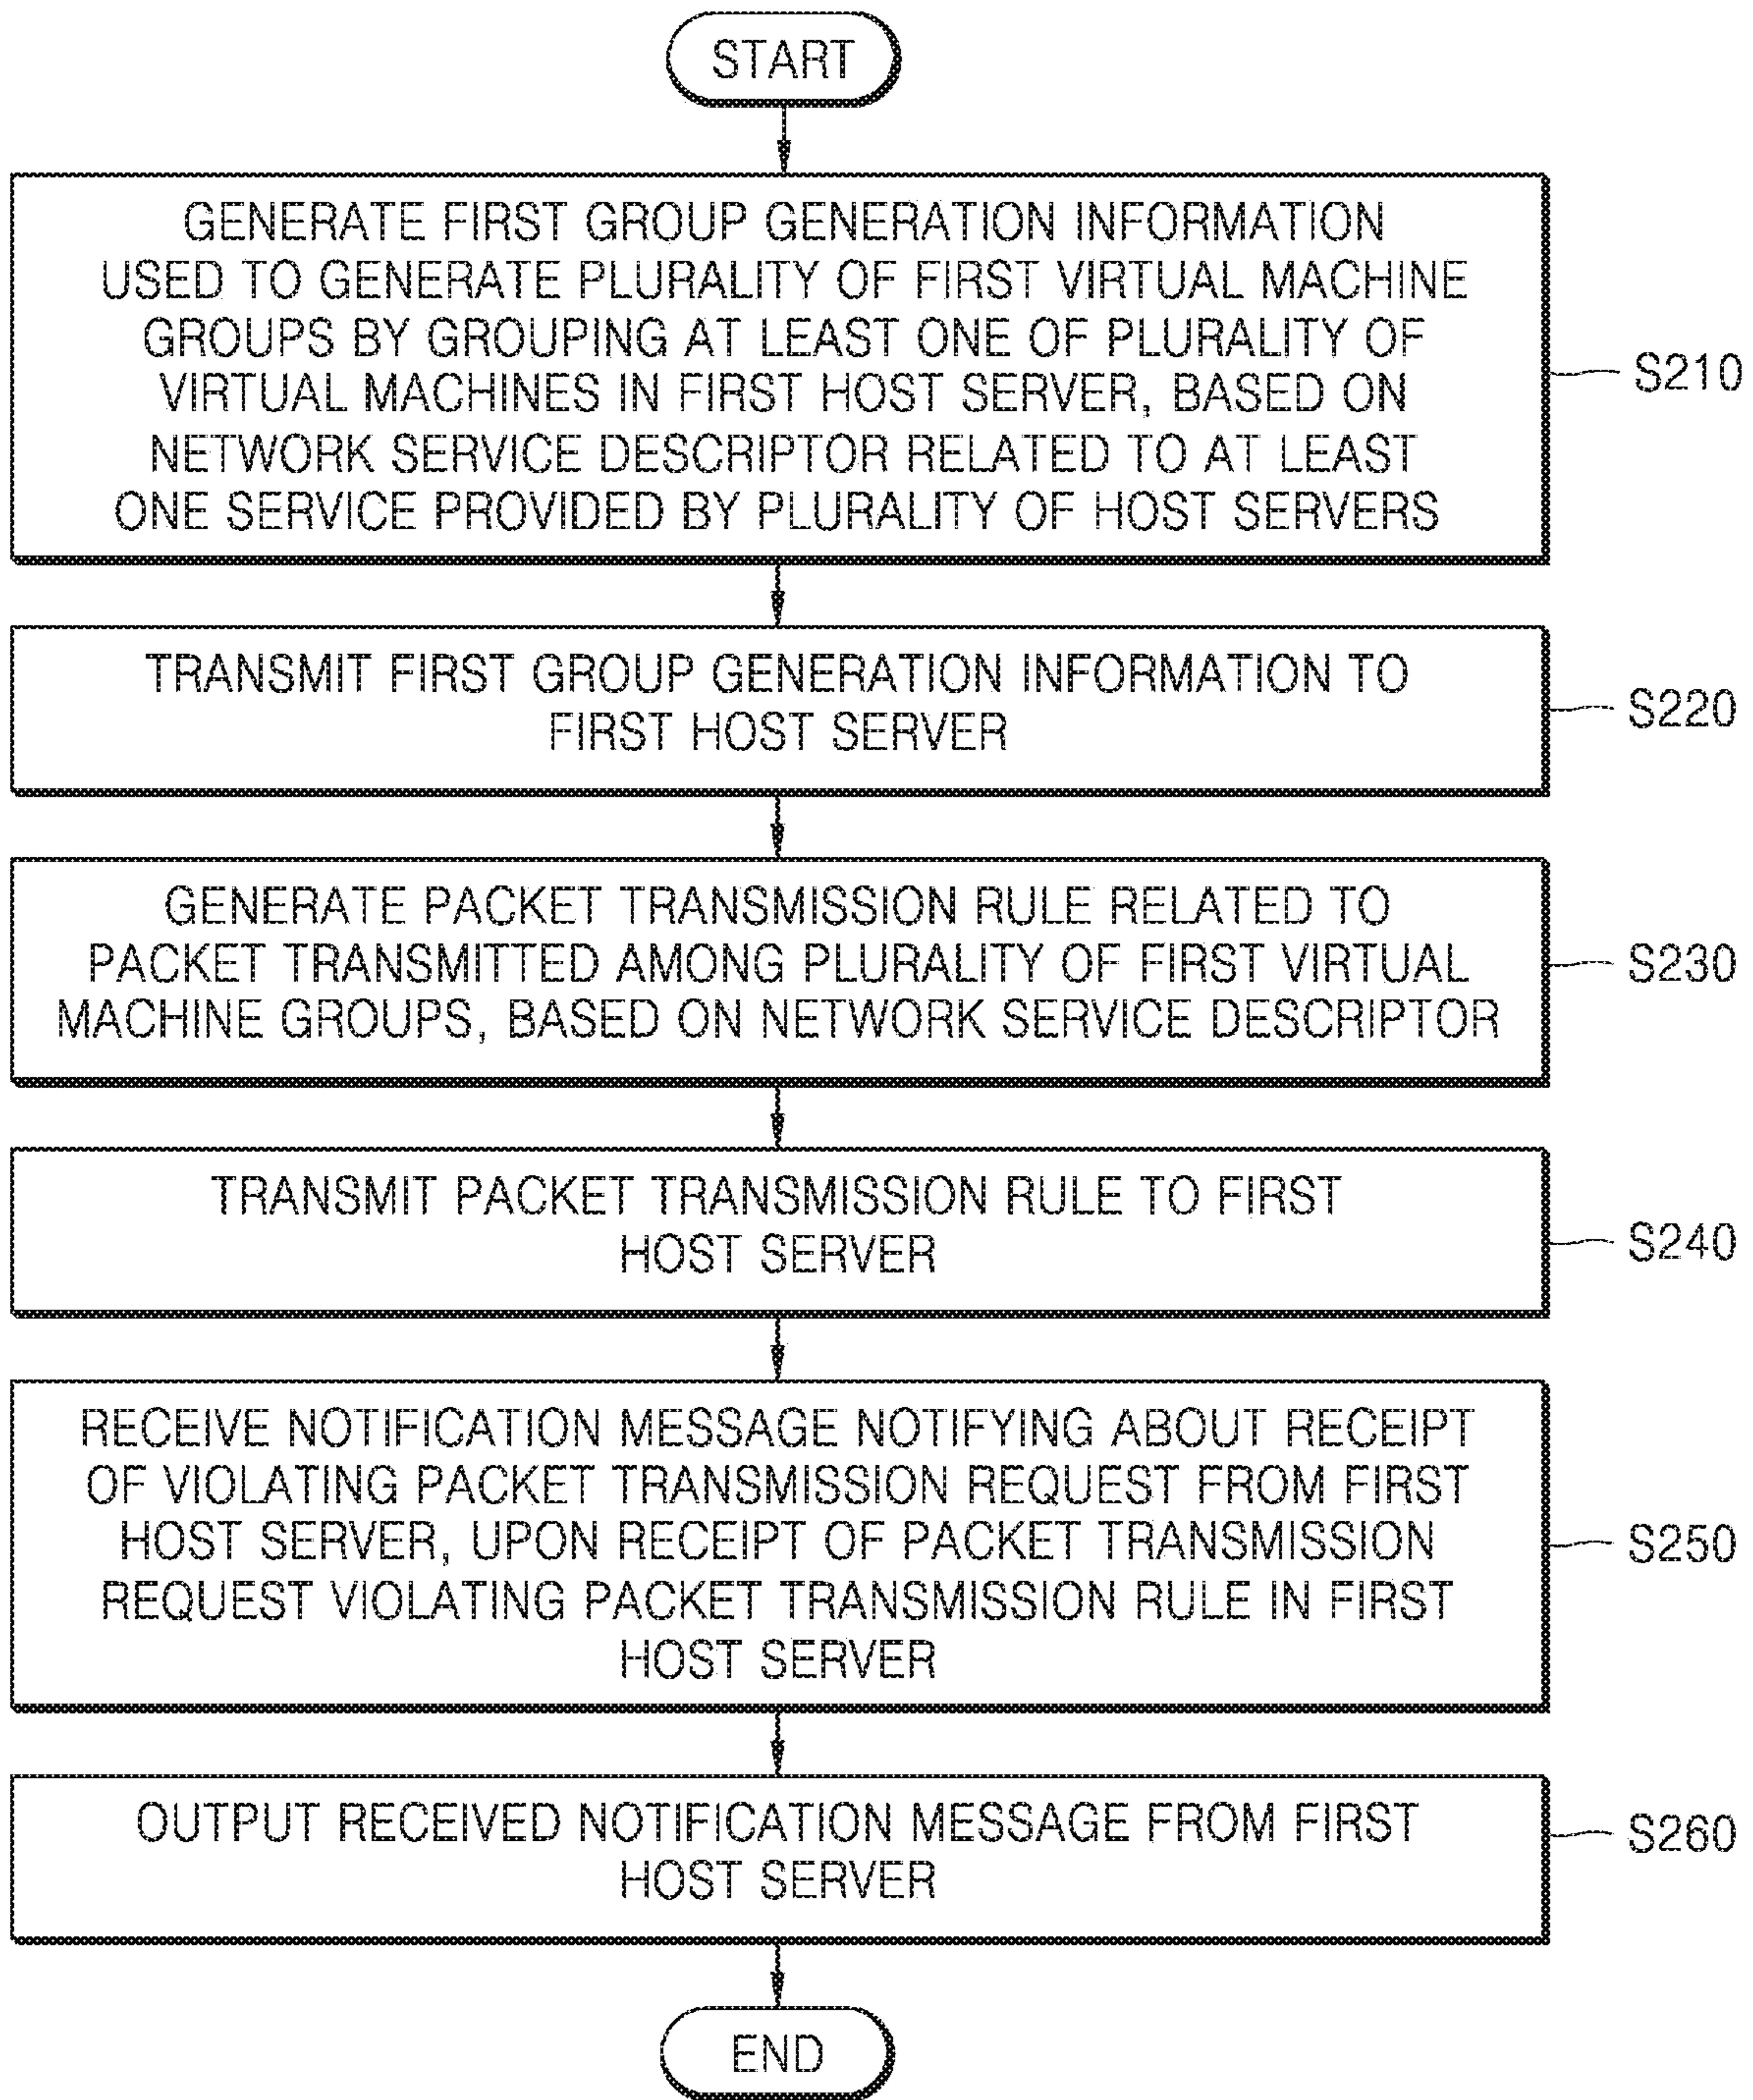 START
GENERATE FIRST GROUP GENERATION INFORMATION
USED TO GENERATE PLURALITY OF FIRST VIRTUAL MACHINE
GROUPS BY GROUPING AT LEAST ONE OF PLURALITY OF
VIRTUAL MACHINES IN FIRST HOST SERVER, BASED ON
NETWORK SERVICE DESCRIPTOR RELATED TO AT LEAST
ONE SERVICE PROVIDED BY PLURALITY OF HOST SERVERS
S210
TRANSMIT FIRST GROUP GENERATION INFORMATION TO
FIRST HOST SERVER
S220
GENERATE PACKET TRANSMISSION RULE RELATED TO
PACKET TRANSMITTED AMONG PLURALITY OF FIRST VIRTUAL
MACHINE GROUPS, BASED ON NETWORK SERVICE DESCRIPTOR
S230
TRANSMIT PACKET TRANSMISSION RULE TO FIRST
HOST SERVER
S240
RECEIVE NOTIFICATION MESSAGE NOTIFYING ABOUT RECEIPT
OF VIOLATING PACKET TRANSMISSION REQUEST FROM FIRST
HOST SERVER, UPON RECEIPT OF PACKET TRANSMISSION
REQUEST VIOLATING PACKET TRANSMISSION RULE IN FIRST
HOST SERVER
S250
OUTPUT RECEIVED NOTIFICATION MESSAGE FROM FIRST
HOST SERVER
S260
END